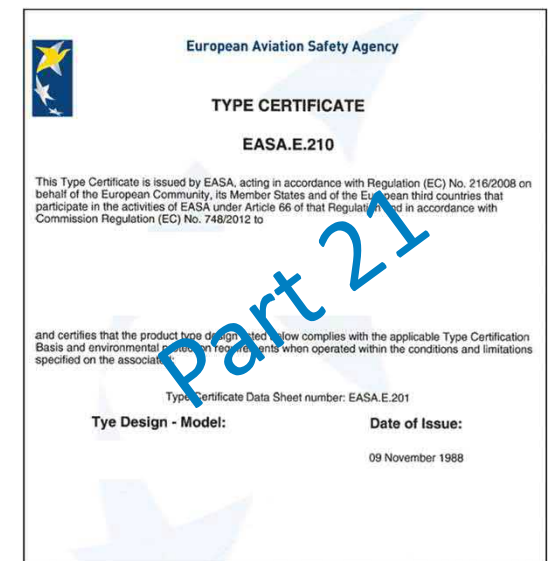 European Aviation Safety Agency
TYPE CERTIFICATE
EASA.E.210
This Type Certificate is issued by EASA, acting in accordance with Regulation (EC) No. 216/2008 on
behalf of the European Community, its Member States and of the European third countries that
participate in the activities of EASA under Article 66 of that Regulation and in accordance with
Commission Regulation (EC) No. 748/2012 to
and certifies that the product type design listed below complies with the applicable Type Certification
Basis and environmental protection requirements when operated within the conditions and limitations
specified on the associated:
Part 21
Type Certificate Data Sheet number: EASA.E.201
Tye Design - Model:
Date of Issue:
09 November 1988